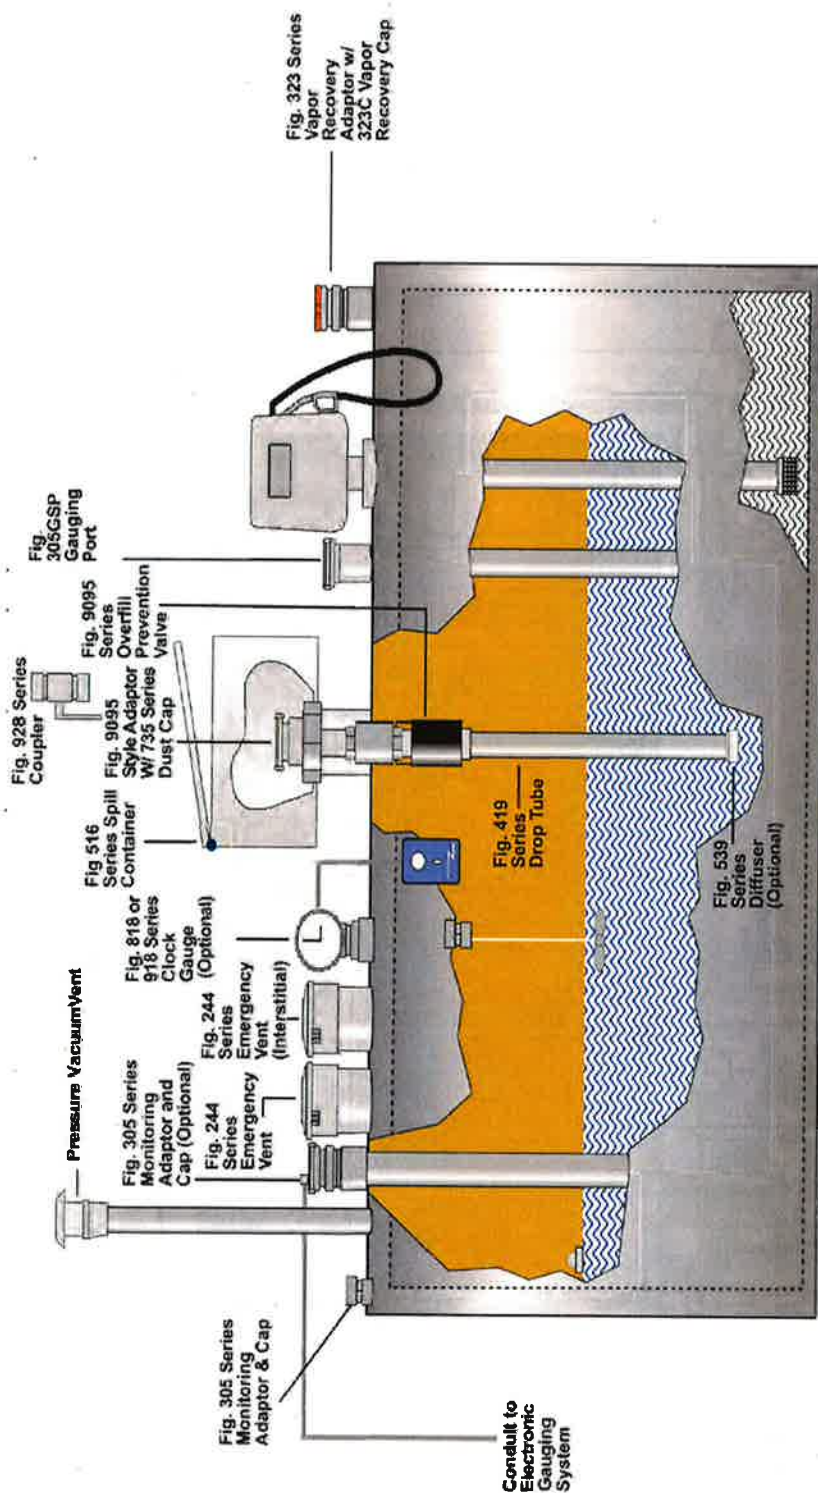 Pressure VacuumVent
Fig. 305 Series
Monitoring
Adaptor & Cap
Conduit to
Electronic
Gauging
System
Fig. 305 Series
Monitoring
Adaptor and
Cap (Optional)
Fig. 244
Series
Emergency
Vent
Fig. 244
Series
Emergency
Vent
(Interstitial)
Fig. 818 or
918 Series
Clock
Gauge
(Optional)
Fig 516
Series Spill
Container
Fig. 928 Series
Coupler
Fig. 9095
Style Adaptor
W/ 735 Series
Dust Cap
Fig. 9095
Series
Overfill
Prevention
Valve
Fig.
305GSP
Gauging
Port
Fig. 323 Series
Vapor
Recovery
Adaptor w/
323C Vapor
Recovery Cap
Fig. 419
Series
Drop Tube
Fig. 539
Series
Diffuser
(Optional)